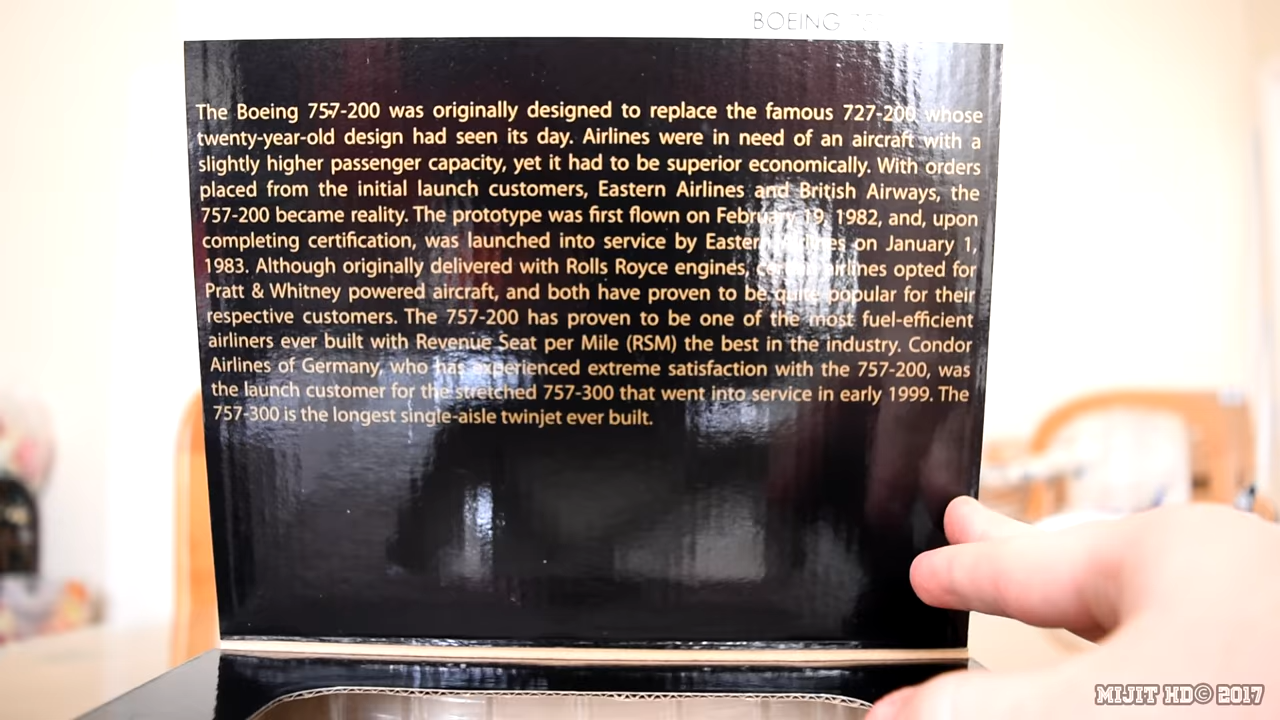 BOEING
The Boeing 757-200 was originally designed to replace the famous 727-200 whose
twenty-year-old design had seen its day. Airlines were in need of an aircraft with a
slightly higher passenger capacity, yet it had to be superior economically. With orders
placed from the initial launch customers, Eastern Airlines and British Airways, the
757-200 became reality. The prototype was first flown on February 19, 1982, and, upon
completing certification, was launched into service by Eastern Airlines on January 1,
1983. Although originally delivered with Rolls Royce engines, certain airlines opted for
Pratt & Whitney powered aircraft, and both have proven to be quite popular for their
respective customers. The 757-200 has proven to be one of the most fuel-efficient
airliners ever built with Revenue Seat per Mile (RSM) the best in the industry. Condor
Airlines of Germany, who has experienced extreme satisfaction with the 757-200, was
the launch customer for the stretched 757-300 that went into service in early 1999. The
757-300 is the longest single-aisle twinjet ever built.
MIJIT HD© 2017